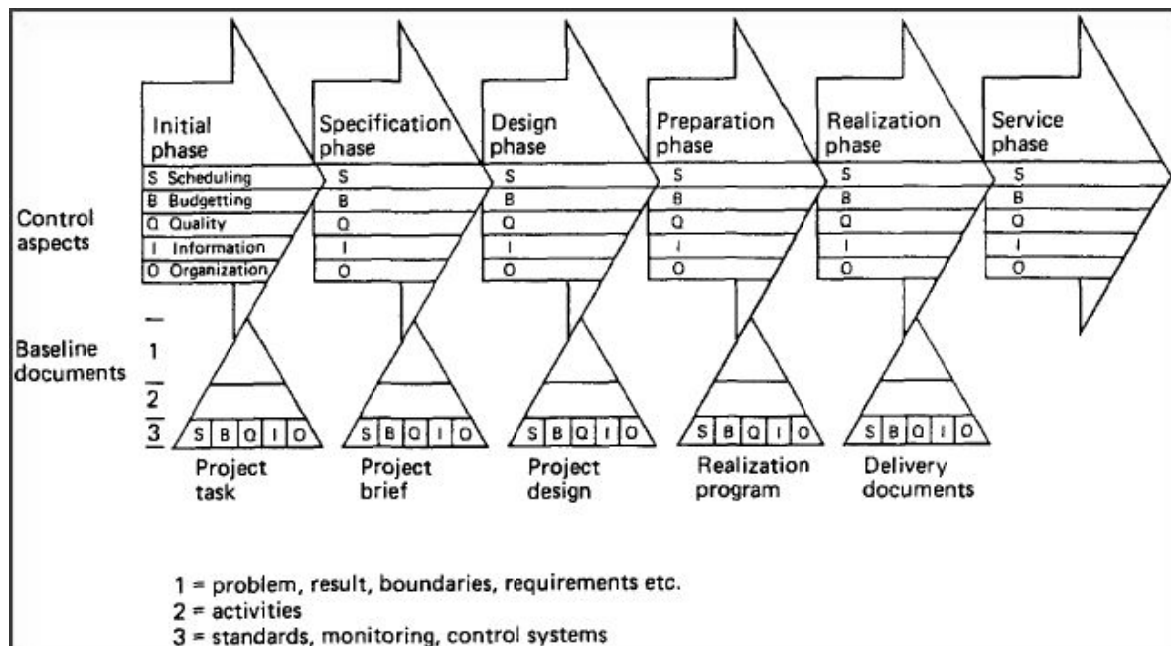 Initial
phase
Specification
phase
Design
phase
Preparation
phase
Realization
phase
Service
phase
Control
aspects
S Scheduling S S S S S
B Budgetting B B B B B
Q Quality Q Q Q Q Q
I Information I I I I I
O Organization O O O O O
Baseline
documents
1
2
3 S B Q I O S B Q I O S B Q I O S B Q I O S B Q I O
Project
task
Project
brief
Project
design
Realization
program
Delivery
documents
1 = problem, result, boundaries, requirements etc.
2 = activities
3 = standards, monitoring, control systems